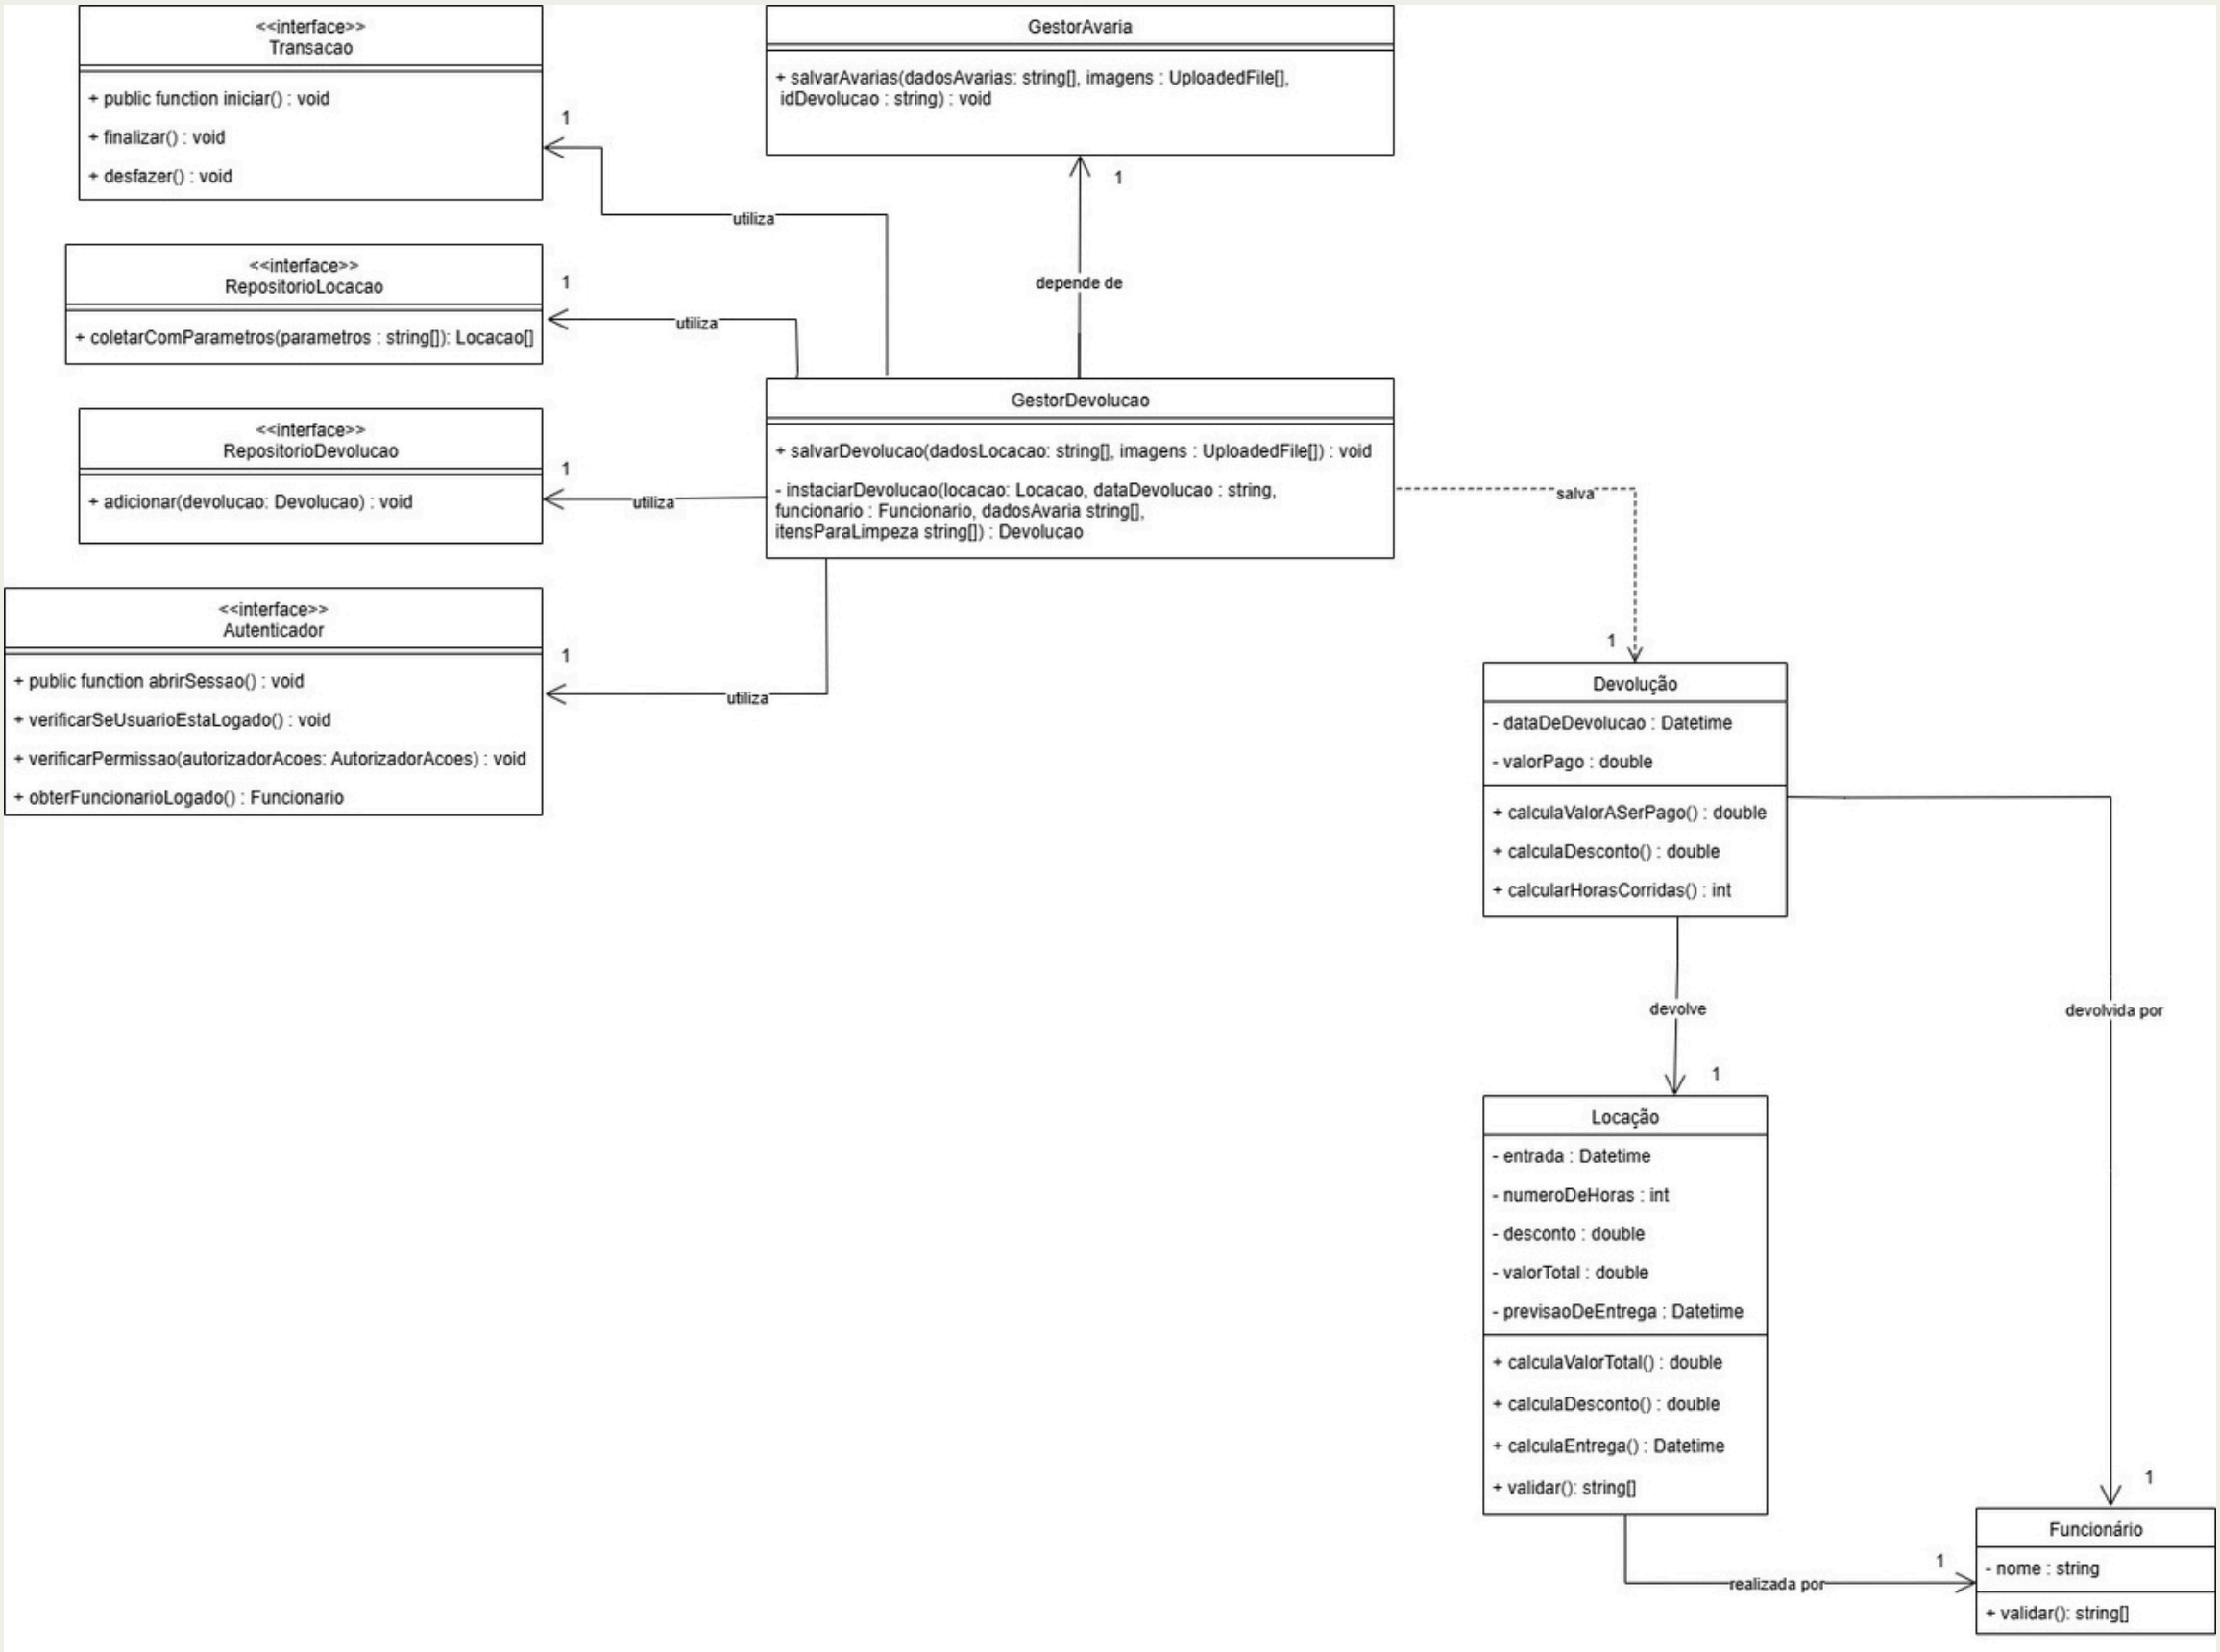 <<interface>>
Transacao
+ public function iniciar() : void
+ finalizar() : void
+ desfazer() : void
GestorAvaria
+ salvarAvarias(dadosAvarias: string[], imagens : UploadedFile[],
idDevolucao : string) : void
1
utiliza
1
depende de
<<interface>>
RepositorioLocacao
+ coletarComParametros(parametros : string[]): Locacao[]
1
utiliza
<<interface>>
RepositorioDevolucao
+ adicionar(devolucao: Devolucao) : void
1
utiliza
GestorDevolucao
+ salvarDevolucao(dadosLocacao: string[], imagens : UploadedFile[]) : void
- instaciarDevolucao(locacao: Locacao, dataDevolucao : string,
funcionario : Funcionario, dadosAvaria string[],
itensParaLimpeza string[]) : Devolucao
salva
1
<<interface>>
Autenticador
+ public function abrirSessao() : void
+ verificarSeUsuarioEstaLogado() : void
+ verificarPermissao(autorizadorAcoes: AutorizadorAcoes) : void
+ obterFuncionarioLogado() : Funcionario
1
utiliza
Devolução
- dataDeDevolucao : Datetime
- valorPago : double
+ calculaValorASerPago() : double
+ calculaDesconto() : double
+ calcularHorasCorridas() : int
devolve
1
devolvida por
1
Locação
- entrada : Datetime
- numeroDeHoras : int
- desconto : double
- valorTotal : double
- previsaoDeEntrega : Datetime
+ calculaValorTotal() : double
+ calculaDesconto() : double
+ calculaEntrega() : Datetime
+ validar(): string[]
realizada por
1
Funcionário
- nome : string
+ validar(): string[]